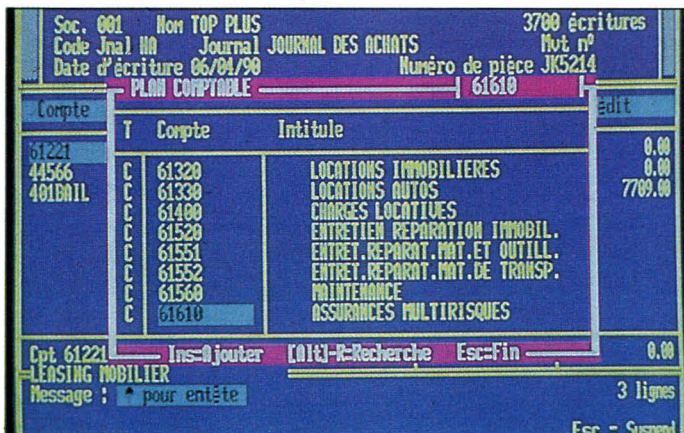 Soc. 001 Nom TOP PLUS 3700 écritures
Code Jnal HA Journal JOURNAL DES ACHATS Mvt nº
Date d'écriture 06/04/90 Numéro de pièce JK5214
PLAN COMPTABLE 61610
Compte édit
T Compte Intitule
61221 0.00
44566 0.00
401BAIL 7709.00
C 61320 LOCATIONS IMMOBILIERES
C 61330 LOCATIONS AUTOS
C 61400 CHARGES LOCATIVES
C 61520 ENTRETIEN REPARATION IMMOBIL.
C 61551 ENTRET.REPARAT.MAT.ET OUTILL.
C 61552 ENTRET.REPARAT.MAT.DE TRANSP.
C 61560 MAINTENANCE
C 61610 ASSURANCES MULTIRISQUES
Cpt 61221 Ins=Ajouter [Alt]-R=Recherche Esc=Fin 0.00
LEASING MOBILIER
Message : ↑ pour entête 3 lignes
Esc = Suspend